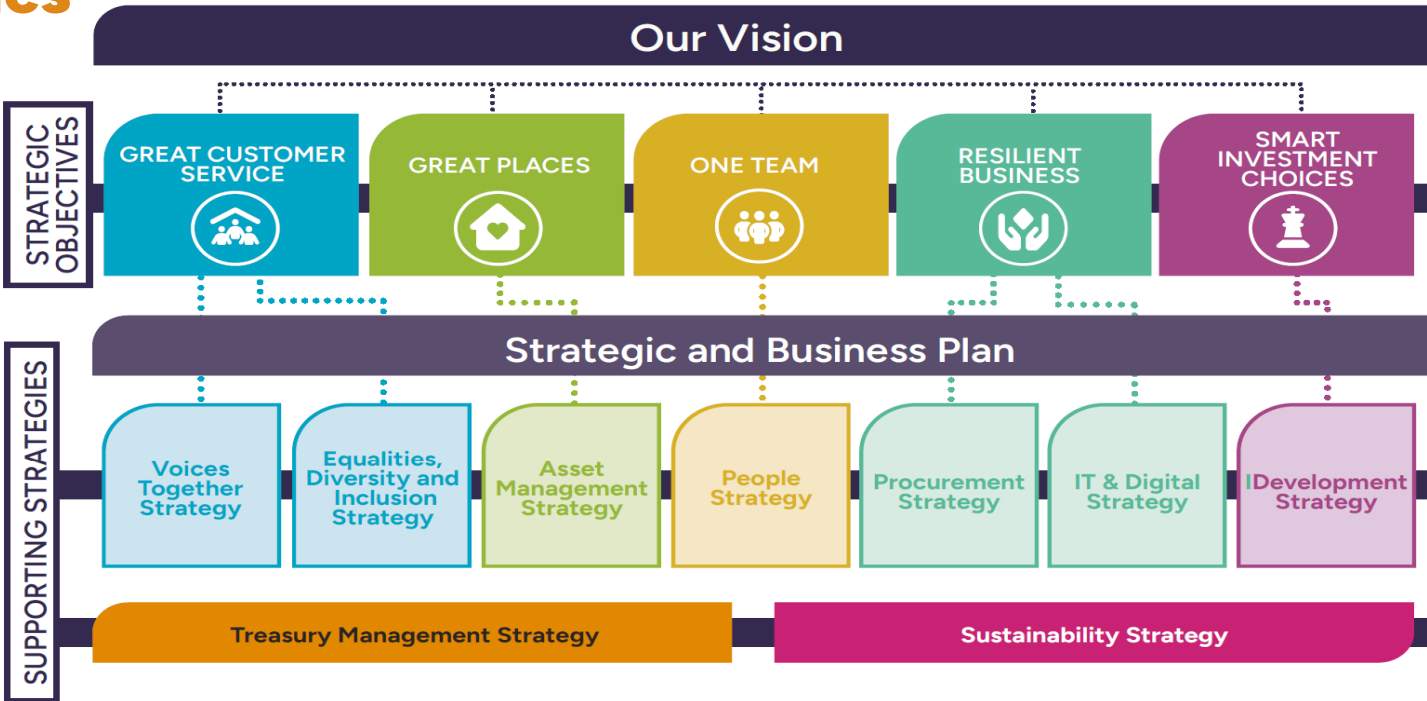 Our Vision
STRATEGIC
OBJECTIVES
GREAT CUSTOMER
SERVICE
GREAT PLACES
ONE TEAM
RESILIENT
BUSINESS
SMART
INVESTMENT
CHOICES
Strategic and Business Plan
SUPPORTING STRATEGIES
Voices
Together
Strategy
Equalities,
Diversity and
Inclusion
Strategy
Asset
Management
Strategy
People
Strategy
Procurement
Strategy
IT & Digital
Strategy
IDevelopment
Strategy
Treasury Management Strategy
Sustainability Strategy